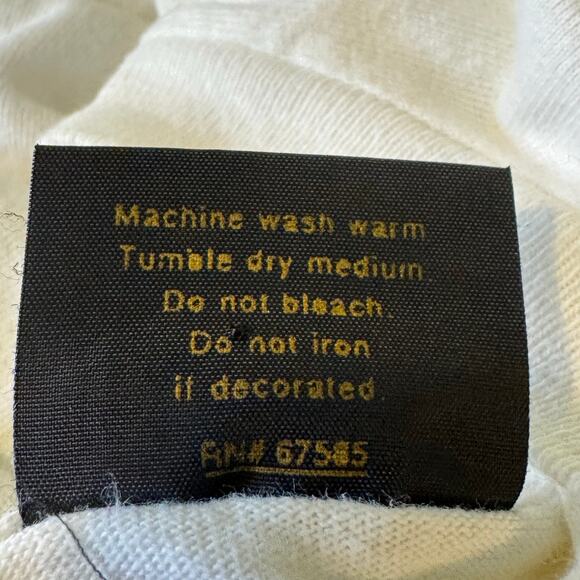 Machine wash warm
Tumble dry medium
Do not bleach.
Do not iron
if decorated.
RN# 67585